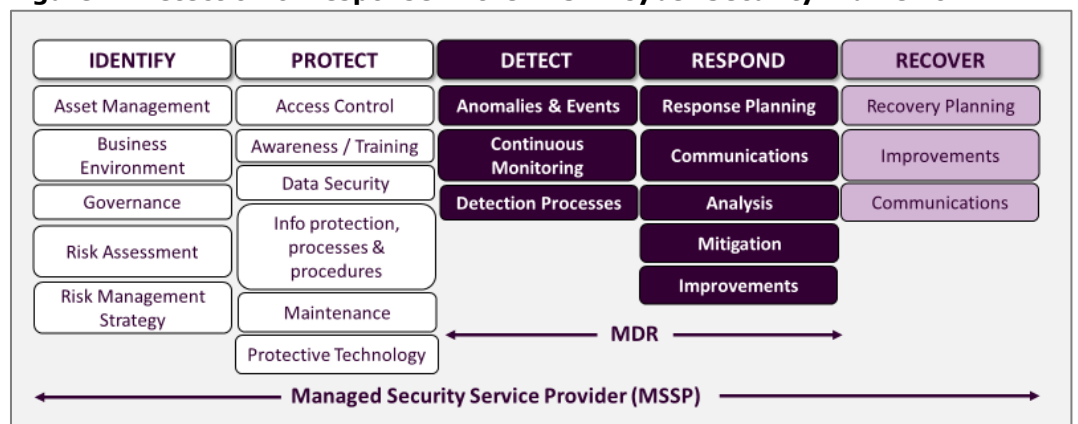 IDENTIFY
PROTECT
DETECT
RESPOND
RECOVER
Asset Management
Access Control
Anomalies & Events
Response Planning
Recovery Planning
Business
Environment
Awareness / Training
Continuous
Monitoring
Communications
Improvements
Data Security
Governance
Detection Processes
Analysis
Communications
Risk Assessment
Info protection,
processes &
procedures
Mitigation
Risk Management
Strategy
Maintenance
Improvements
Protective Technology
MDR
Managed Security Service Provider (MSSP)